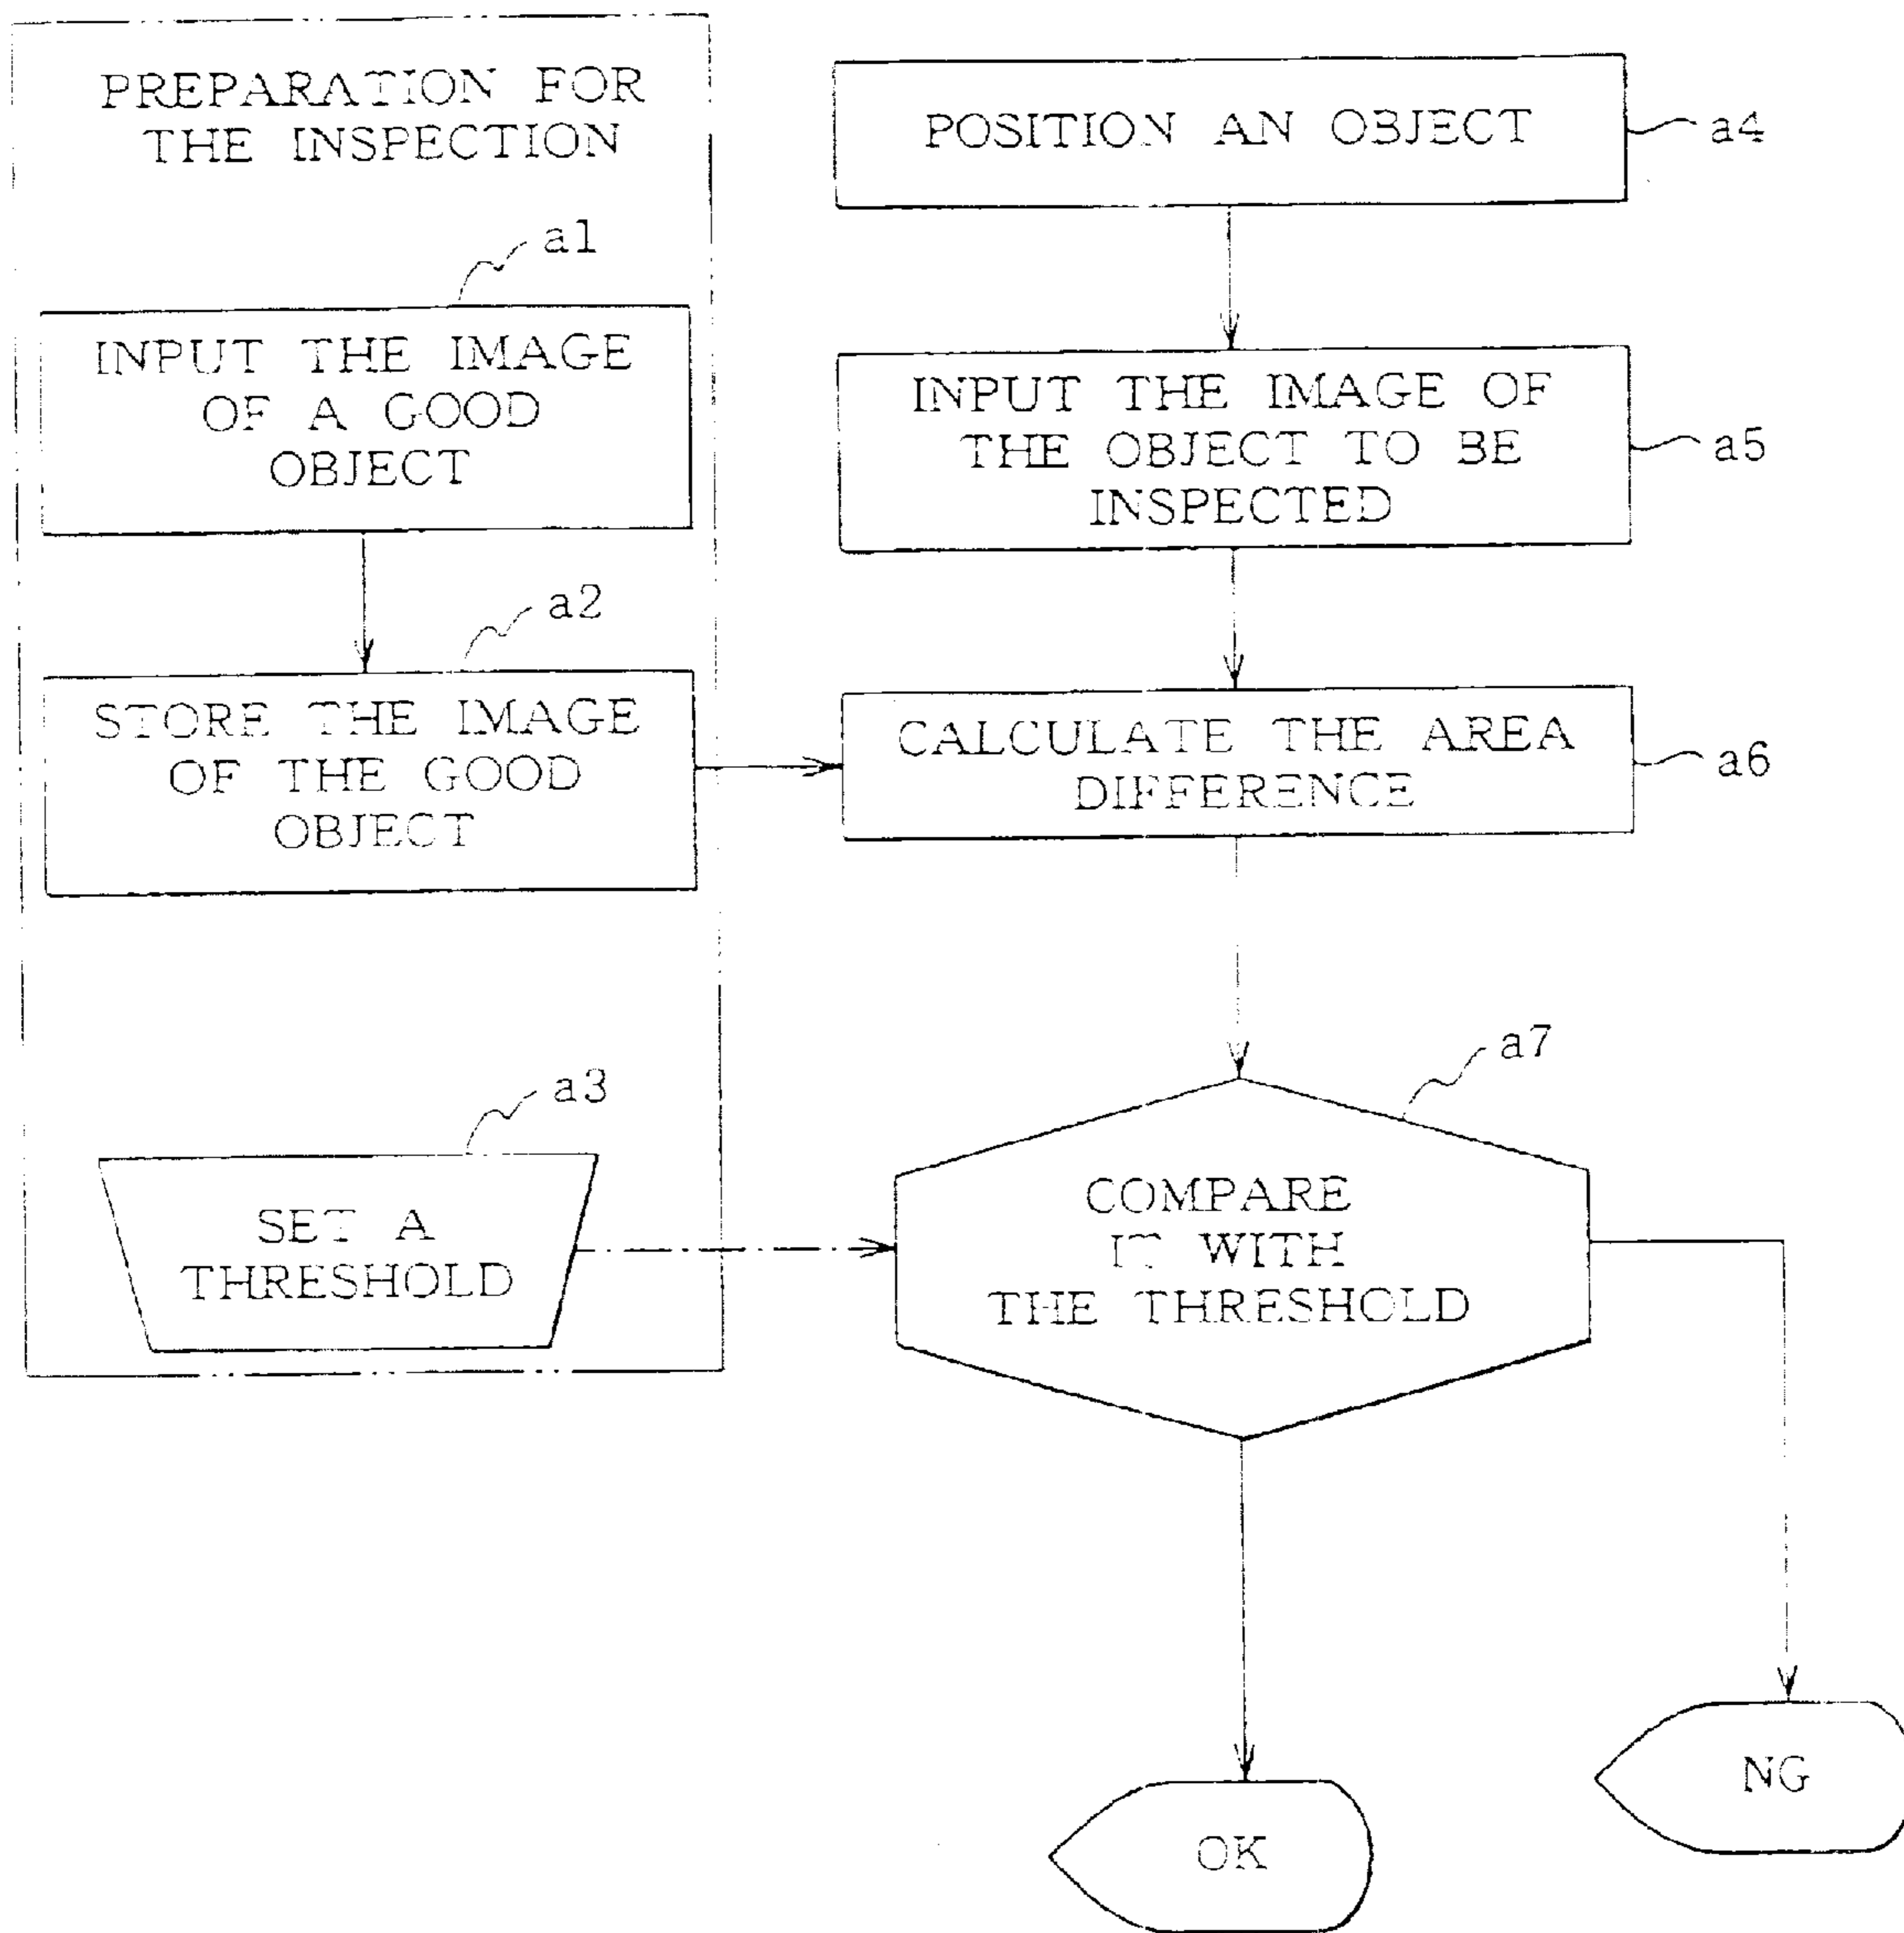 PREPARATION FOR
THE INSPECTION
a1
INPUT THE IMAGE
OF A GOOD
OBJECT
a2
STORE THE IMAGE
OF THE GOOD
OBJECT
a3
SET A
THRESHOLD
POSITION AN OBJECT
a4
INPUT THE IMAGE OF
THE OBJECT TO BE
INSPECTED
a5
CALCULATE THE AREA
DIFFERENCE
a6
a7
COMPARE
IT WITH
THE THRESHOLD
OK
NG